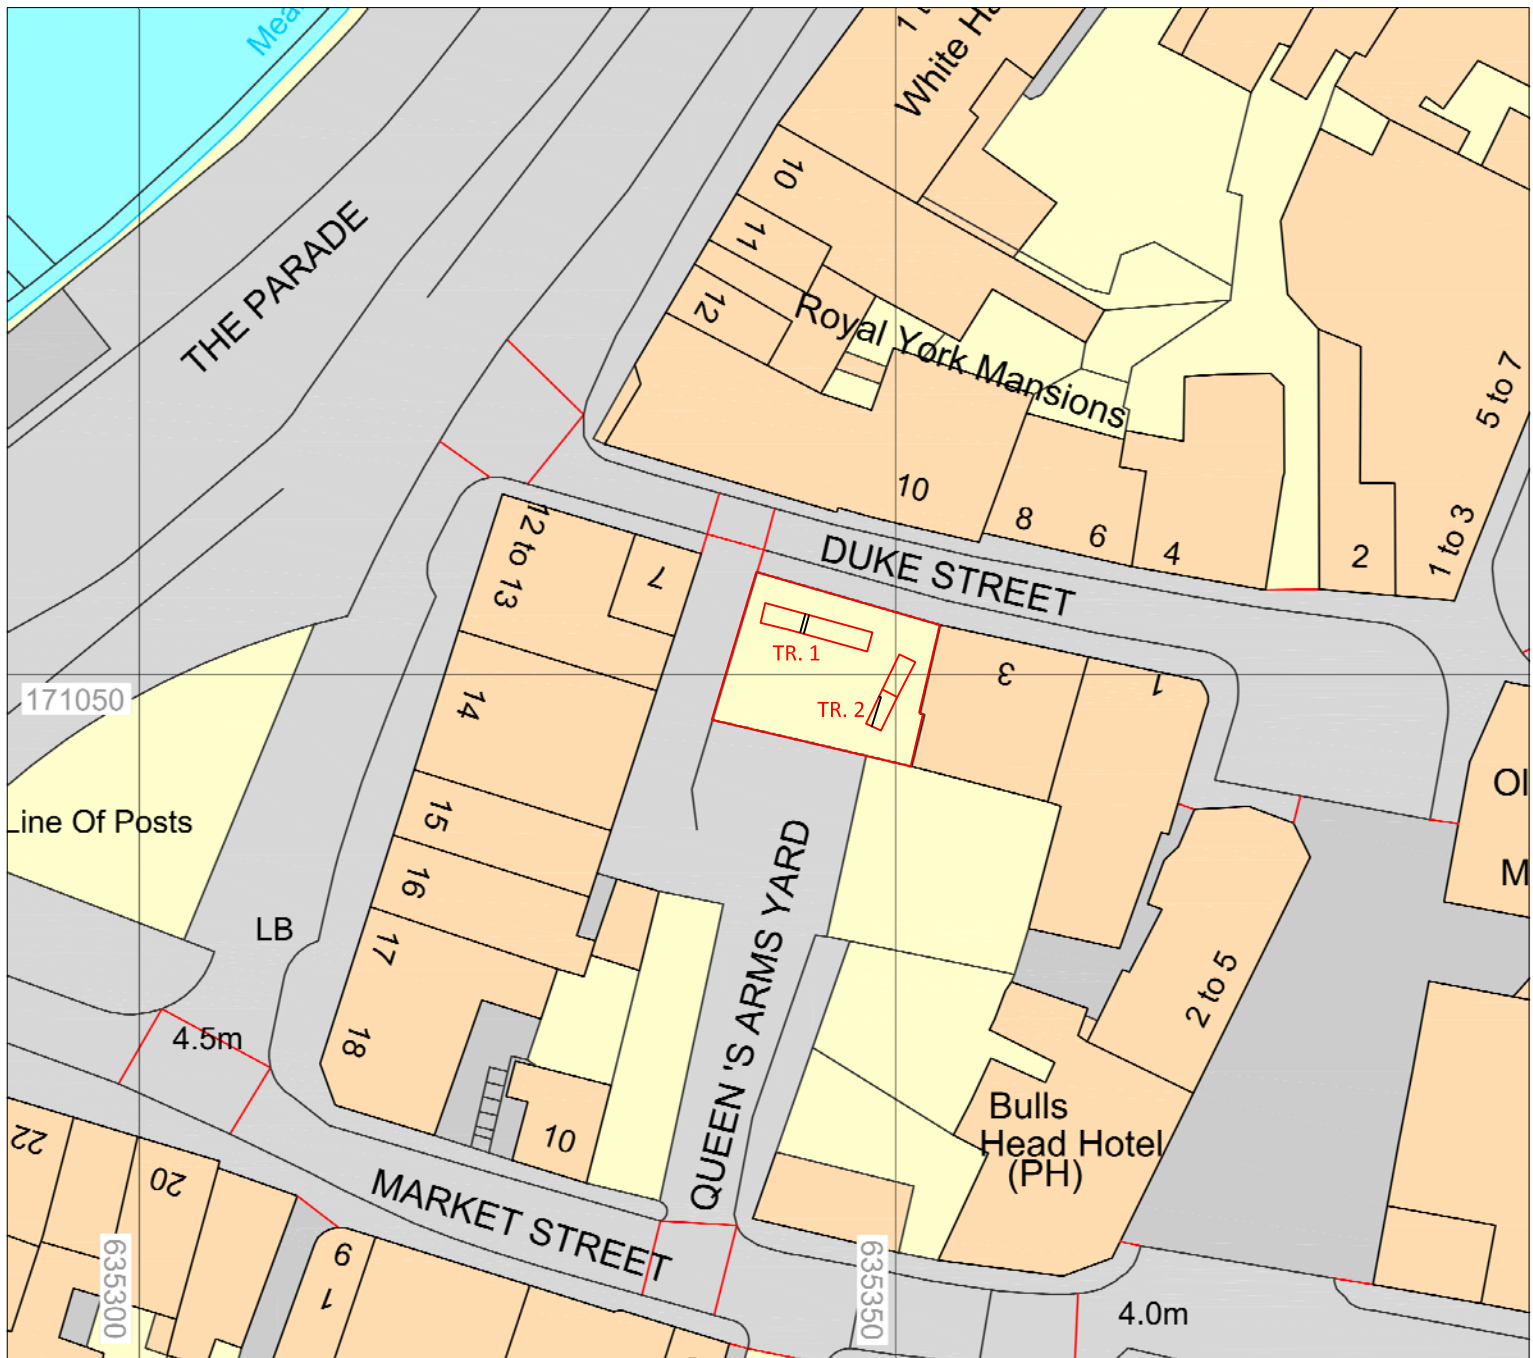 White
10
11
12
THE PARADE
Royal York Mansions
5 to 7
10
8
6
4
2
1 to 3
12 to 13
7
DUKE STREET
TR. 1
3
1
171050
14
TR. 2
Line Of Posts
15
16
17
LB
18
4.5m
QUEEN 'S ARMS YARD
2 to 5
10
Bulls
Head Hotel
(PH)
22
20
MARKET STREET
9
1
635300
635350
4.0m